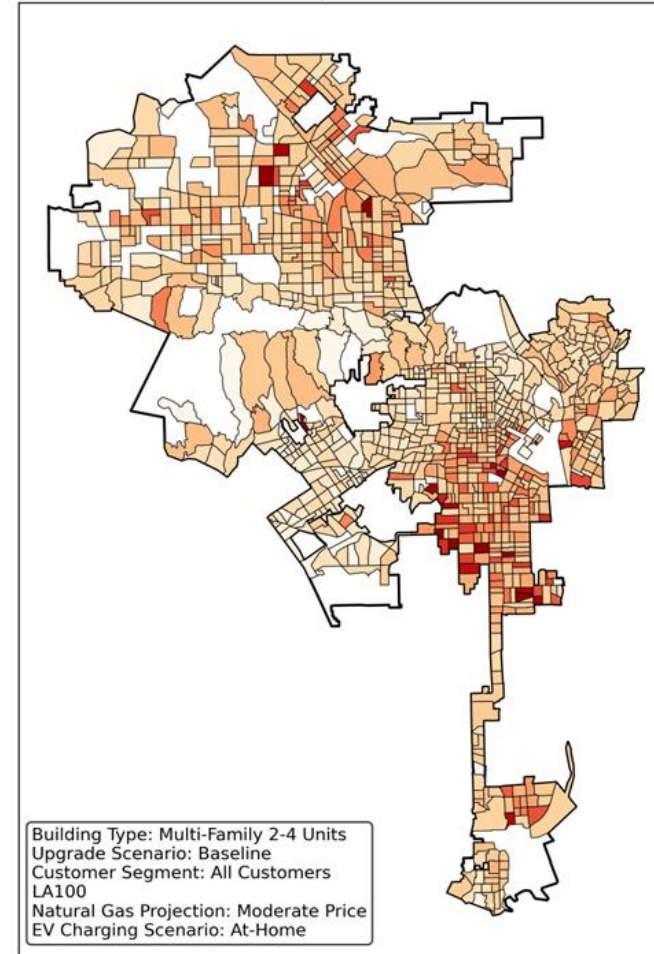 Building Type: Multi-Family 2-4 Units
Upgrade Scenario: Baseline
Customer Segment: All Customers
LA100
Natural Gas Projection: Moderate Price
EV Charging Scenario: At-Home